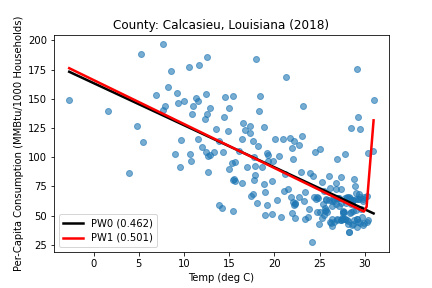 County: Calcasieu, Louisiana (2018)
Per-Capita Consumption (MMBtu/1000 Households)
200
175
150
125
100
75
50
25
PW0 (0.462)
PW1 (0.501)
0 5 10 15 20 25 30
Temp (deg C)